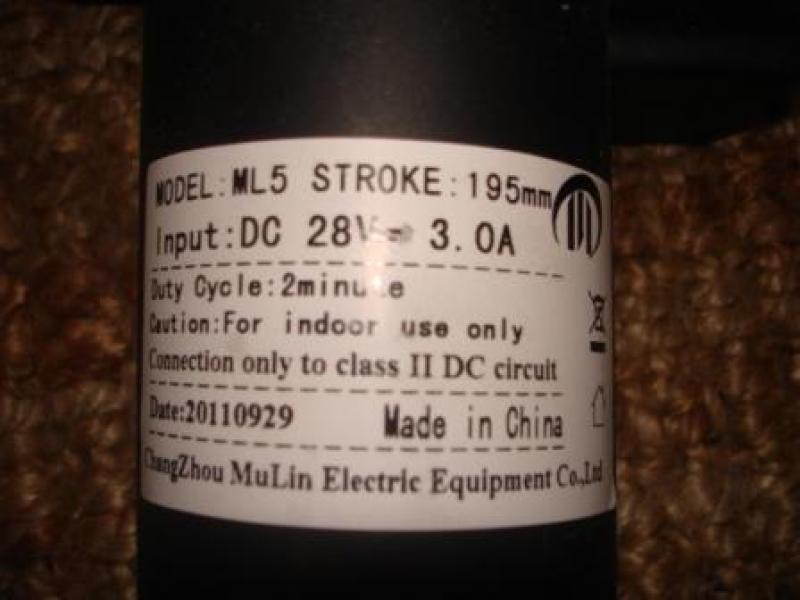 MODEL:ML5 STROKE:195mm
Input:DC 28V⎓ 3.0A
Duty Cycle:2minute
Caution:For indoor use only
Connection only to class II DC circuit
Date:20110929 Made in China
ChangZhou MuLin Electric Equipment Co.,Ltd